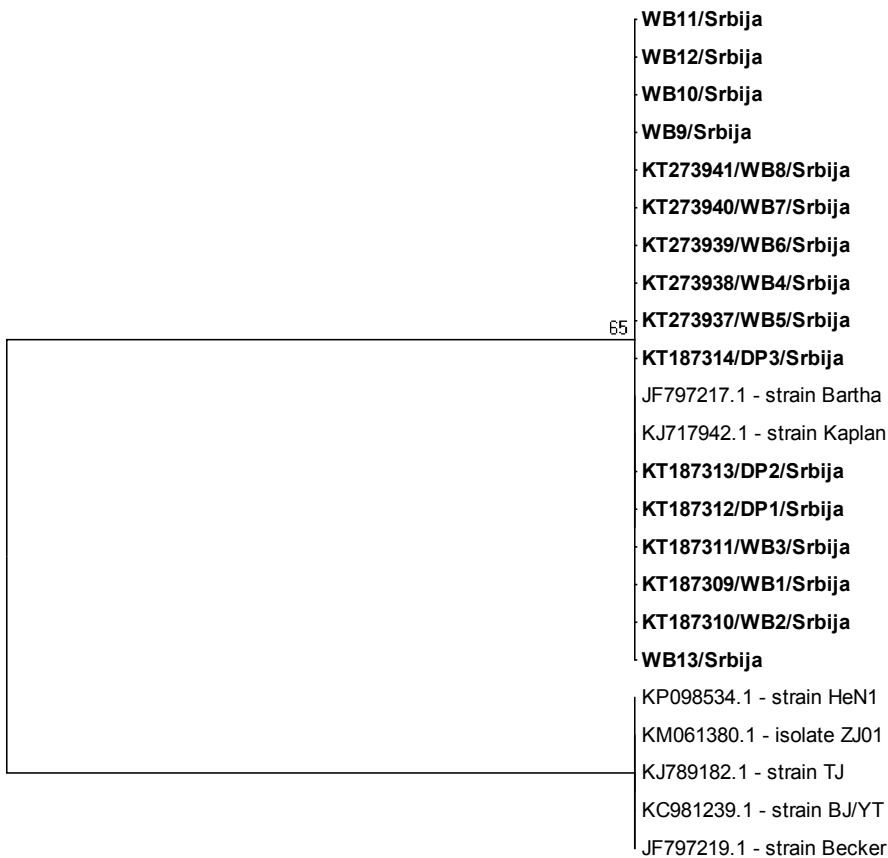 WB11/Srbija
WB12/Srbija
WB10/Srbija
WB9/Srbija
KT273941/WB8/Srbija
KT273940/WB7/Srbija
KT273939/WB6/Srbija
KT273938/WB4/Srbija
65
KT273937/WB5/Srbija
KT187314/DP3/Srbija
JF797217.1 - strain Bartha
KJ717942.1 - strain Kaplan
KT187313/DP2/Srbija
KT187312/DP1/Srbija
KT187311/WB3/Srbija
KT187309/WB1/Srbija
KT187310/WB2/Srbija
WB13/Srbija
KP098534.1 - strain HeN1
KM061380.1 - isolate ZJ01
KJ789182.1 - strain TJ
KC981239.1 - strain BJ/YT
JF797219.1 - strain Becker